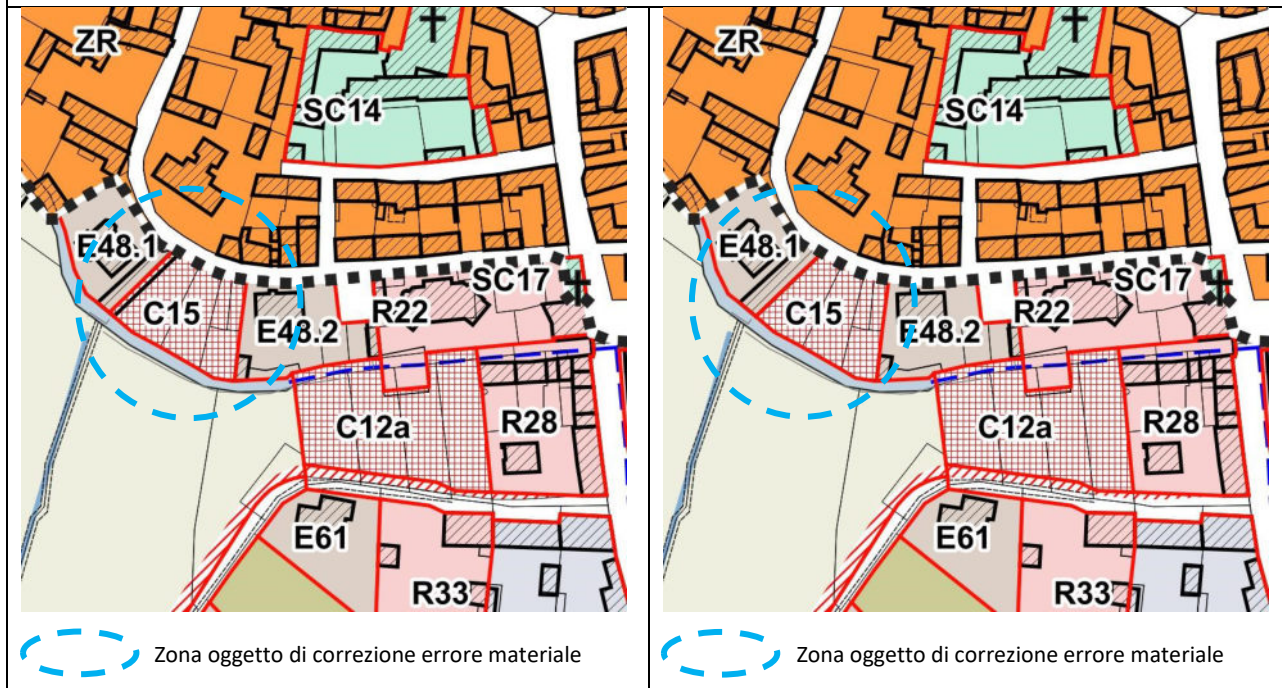 ZR
SC14
E48.1
SC17
C15
R22
E48.2
C12a
R28
E61
R33
Zona oggetto di correzione errore materiale
ZR
SC14
E48.1
SC17
C15
R22
E48.2
C12a
R28
E61
R33
Zona oggetto di correzione errore materiale